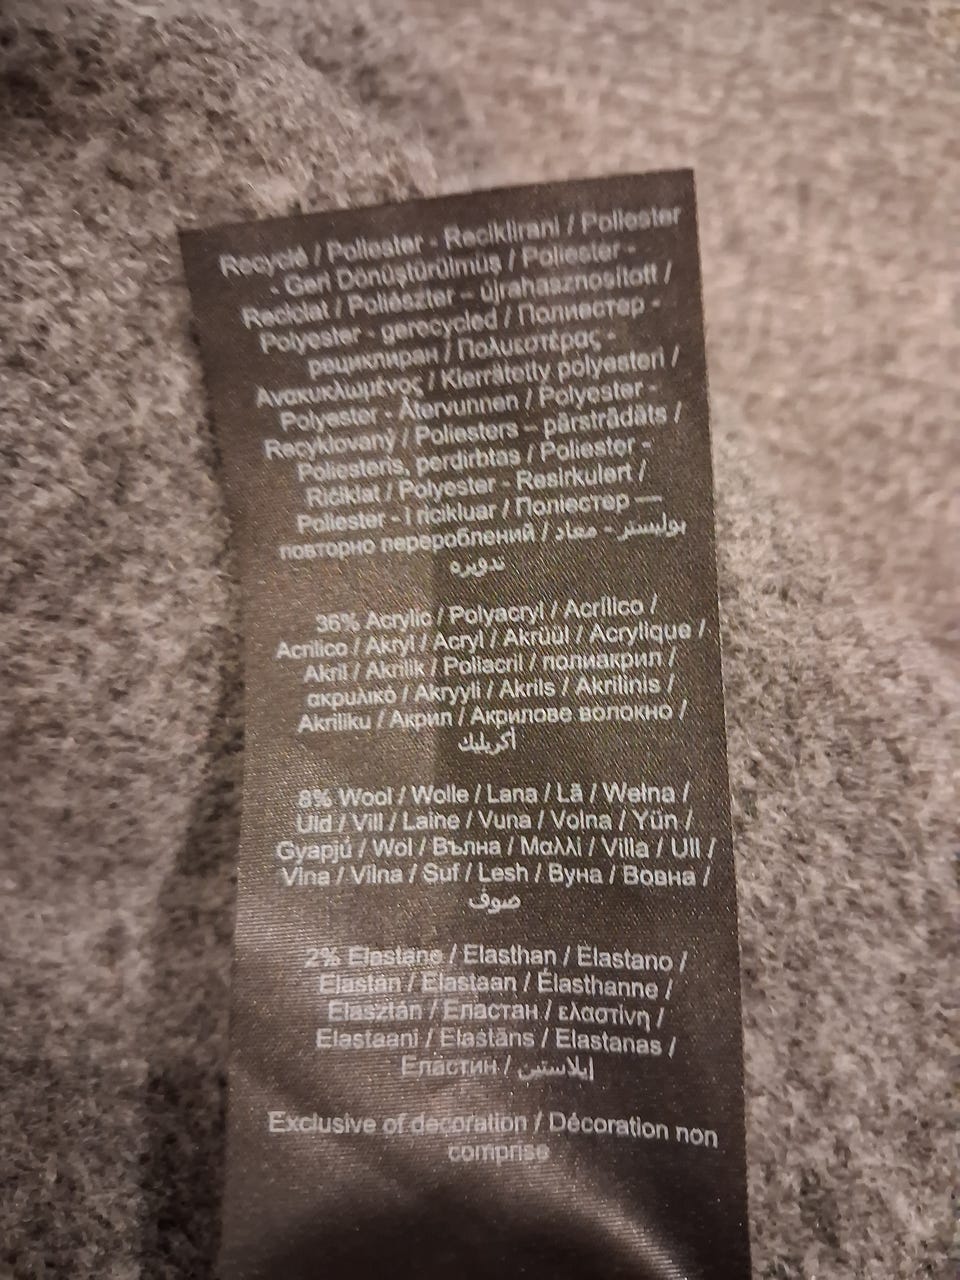 Recyclé / Poliester - Reciklirani / Poliester
- Geri Dönüştürülmüş / Poliestér -
Reciclat / Poliészter – újrahasznosított /
Polyester - gerecycled / Полиестер -
рециклиран / Πολυεστέρας -
Ανακυκλωμένος / Kierrätetty polyesteri /
Polyester - Återvunnen / Polyester -
Recyklovaný / Poliesters – pārstrādāts /
Poliesteris, perdirbtas / Poliester -
Riciklat / Polyester - Resirkulert /
Poliester - i ricikluar / Поліестер —
повторно перероблений / بوليستر - معاد
تدويره
36% Acrylic / Polyacryl / Acrílico /
Acrilico / Akryl / Acryl / Akrüül / Acrylique /
Akril / Akrilik / Poliacril / полиакрил /
ακρυλικό / Akryyli / Akrils / Akrilinis /
Akriliku / Акрил / Акрилове волокно /
أكريليك
8% Wool / Wolle / Lana / Lã / Wełna /
Uld / Vill / Laine / Vuna / Volna / Yün /
Gyapjú / Wol / Вълна / Μαλλί / Villa / Ull /
Vlna / Vilna / Suf / Lesh / Вуна / Вовна /
صوف
2% Elastane / Elasthan / Elastano /
Elastan / Elastaan / Élasthanne /
Elasztán / Еластан / ελαστίνη /
Elastaani / Elastāns / Elastanas /
Еластин / إيلاستين
Exclusive of decoration / Décoration non
comprise